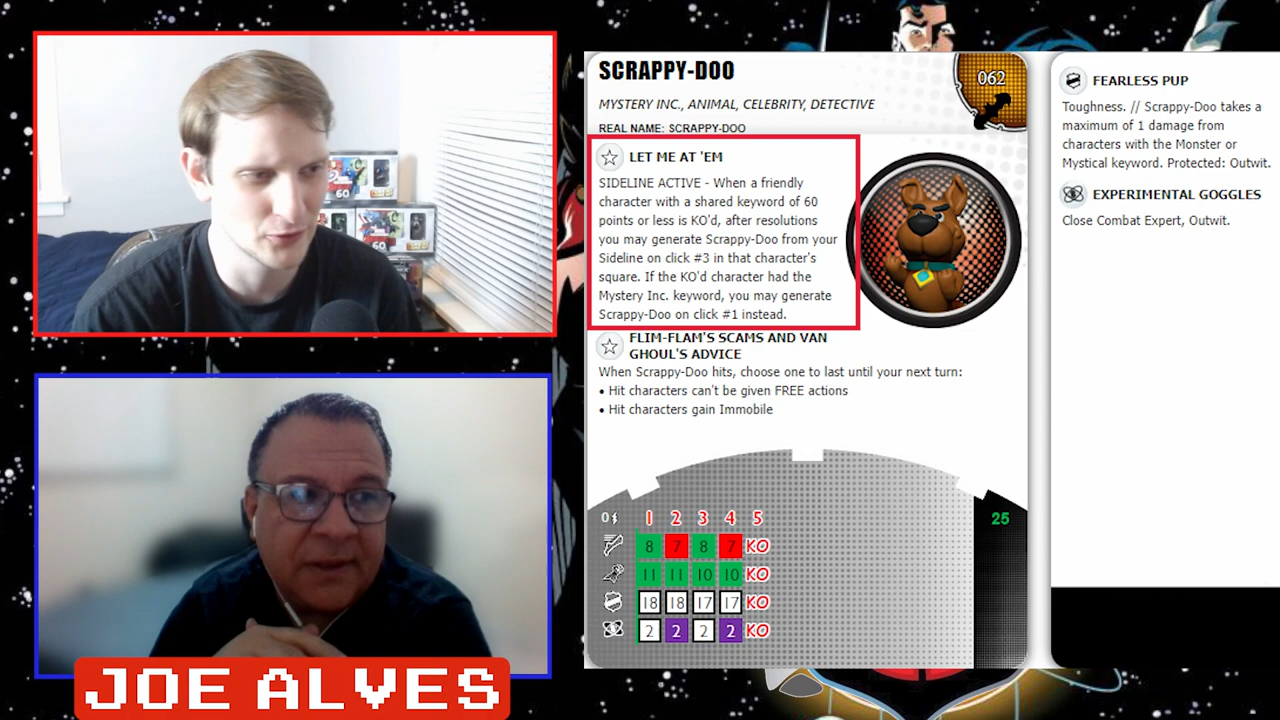 60
60
JOE ALVES
SCRAPPY-DOO
062
MYSTERY INC., ANIMAL, CELEBRITY, DETECTIVE
REAL NAME: SCRAPPY-DOO
LET ME AT 'EM
SIDELINE ACTIVE - When a friendly
character with a shared keyword of 60
points or less is KO'd, after resolutions
you may generate Scrappy-Doo from your
Sideline on click #3 in that character's
square. If the KO'd character had the
Mystery Inc. keyword, you may generate
Scrappy-Doo on click #1 instead.
FLIM-FLAM'S SCAMS AND VAN
GHOUL'S ADVICE
When Scrappy-Doo hits, choose one to last until your next turn:
• Hit characters can't be given FREE actions
• Hit characters gain Immobile
0 1 2 3 4 5
8 7 8 7 KO
11 11 10 10 KO
18 18 17 17 KO
2 2 2 2 KO
25
FEARLESS PUP
Toughness. // Scrappy-Doo takes a
maximum of 1 damage from
characters with the Monster or
Mystical keyword. Protected: Outwit.
EXPERIMENTAL GOGGLES
Close Combat Expert, Outwit.